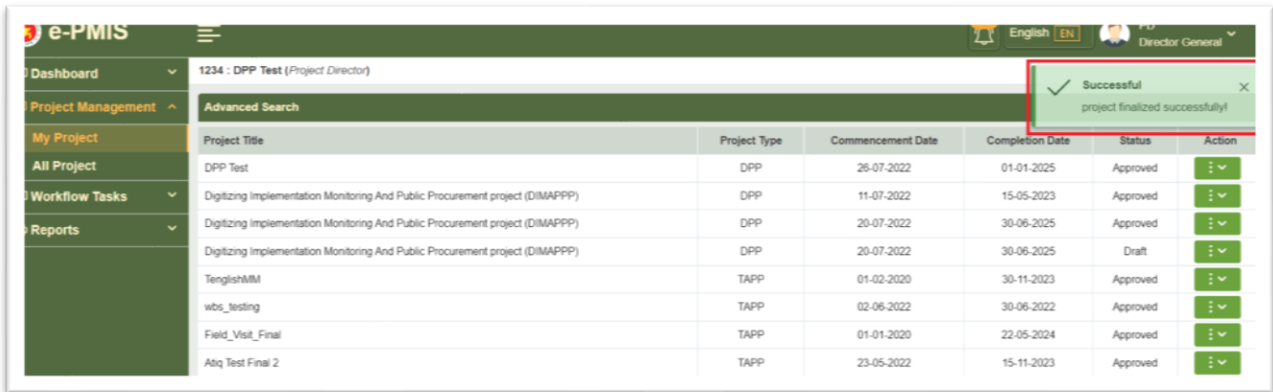 e-PMIS
English EN
Director General
Dashboard
1234 : DPP Test (Project Director)
Successful
project finalized successfully!
Project Management
Advanced Search
My Project
Project Title Project Type Commencement Date Completion Date Status Action
All Project
DPP Test DPP 26-07-2022 01-01-2025 Approved
Workflow Tasks
Digitizing Implementation Monitoring And Public Procurement project (DIMAPPP) DPP 11-07-2022 15-05-2023 Approved
Reports
Digitizing Implementation Monitoring And Public Procurement project (DIMAPPP) DPP 20-07-2022 30-06-2025 Approved
Digitizing Implementation Monitoring And Public Procurement project (DIMAPPP) DPP 20-07-2022 30-06-2025 Draft
TenglishMM TAPP 01-02-2020 30-11-2023 Approved
wbs_testing TAPP 02-06-2022 30-06-2022 Approved
Field_Visit_Final TAPP 01-01-2020 22-05-2024 Approved
Atiq Test Final 2 TAPP 23-05-2022 15-11-2023 Approved